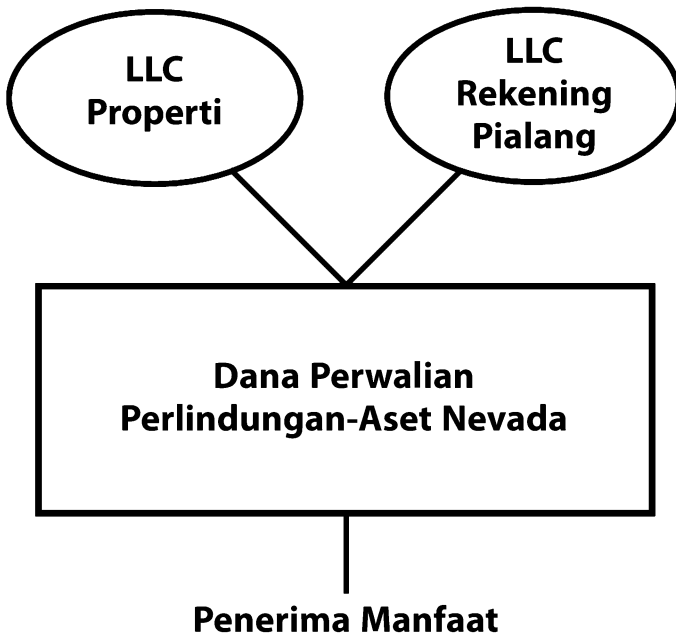 LLC
Properti
LLC
Rekening
Pialang
Dana Perwalian
Perlindungan-Aset Nevada
Penerima Manfaat